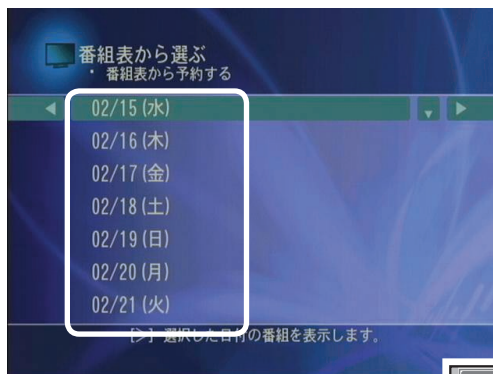 番組表から選ぶ
・ 番組表から予約する
02/15 (水)
02/16 (木)
02/17 (金)
02/18 (土)
02/19 (日)
02/20 (月)
02/21 (火)
[>] 選択した日付の番組を表示します。